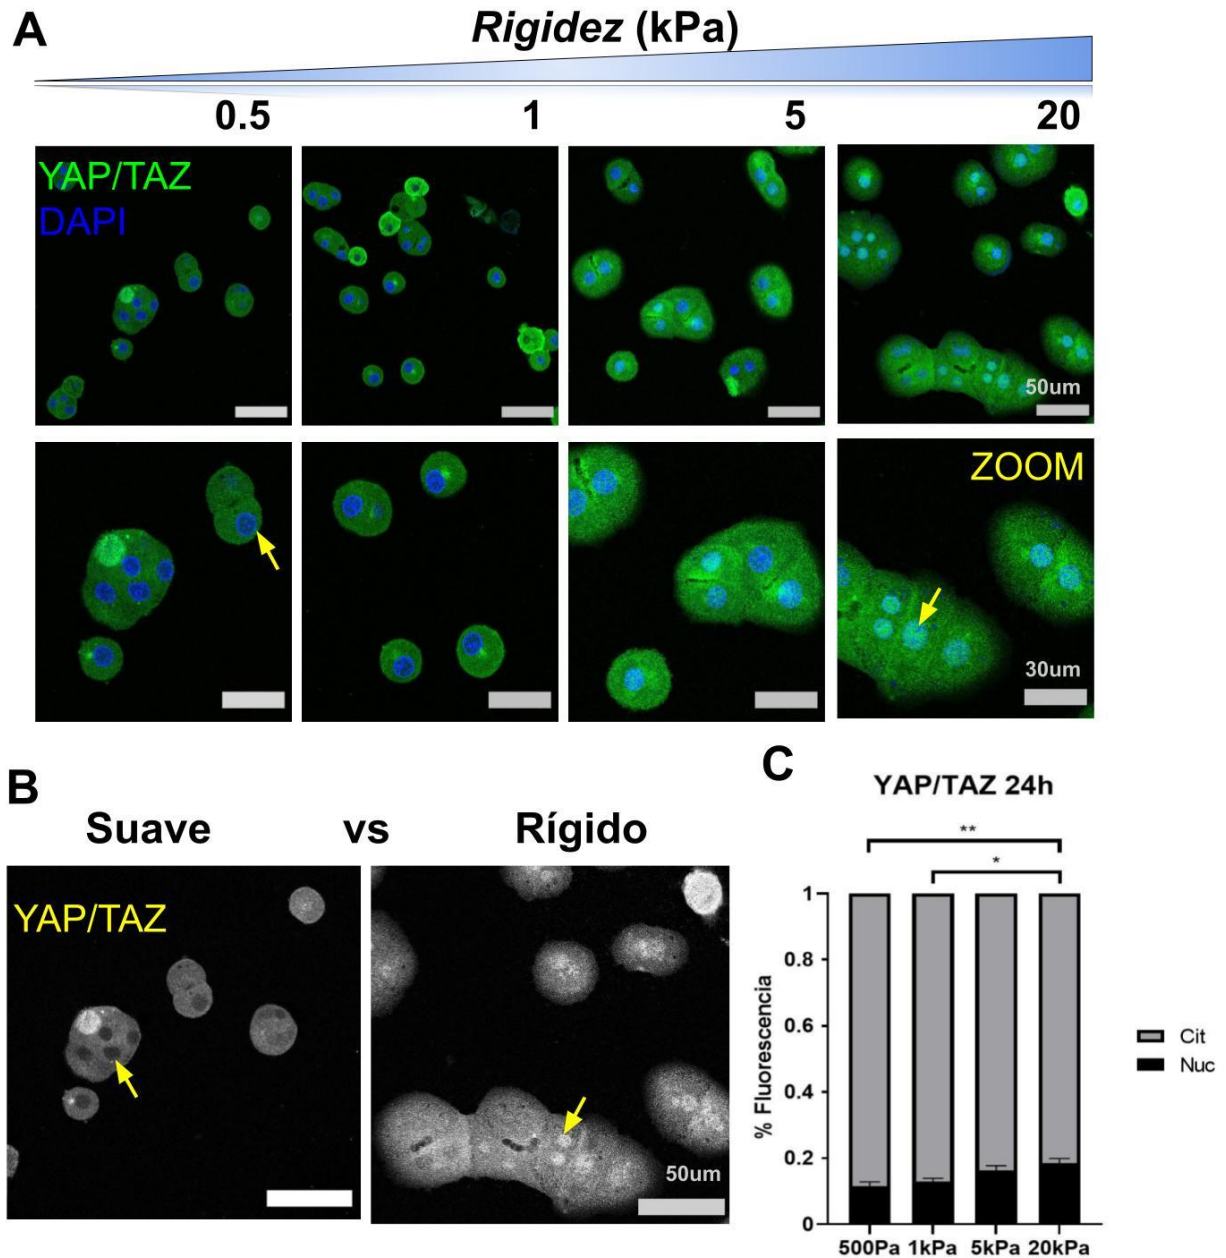 A
Rigidez (kPa)
0.5 1 5 20
YAP/TAZ
DAPI
50um
ZOOM
30um
B
Suave vs Rígido
YAP/TAZ
50um
C
YAP/TAZ 24h
**
*
1
0.8
0.6
0.4
0.2
0
% Fluorescencia
500Pa 1kPa 5kPa 20kPa
Cit
Nuc